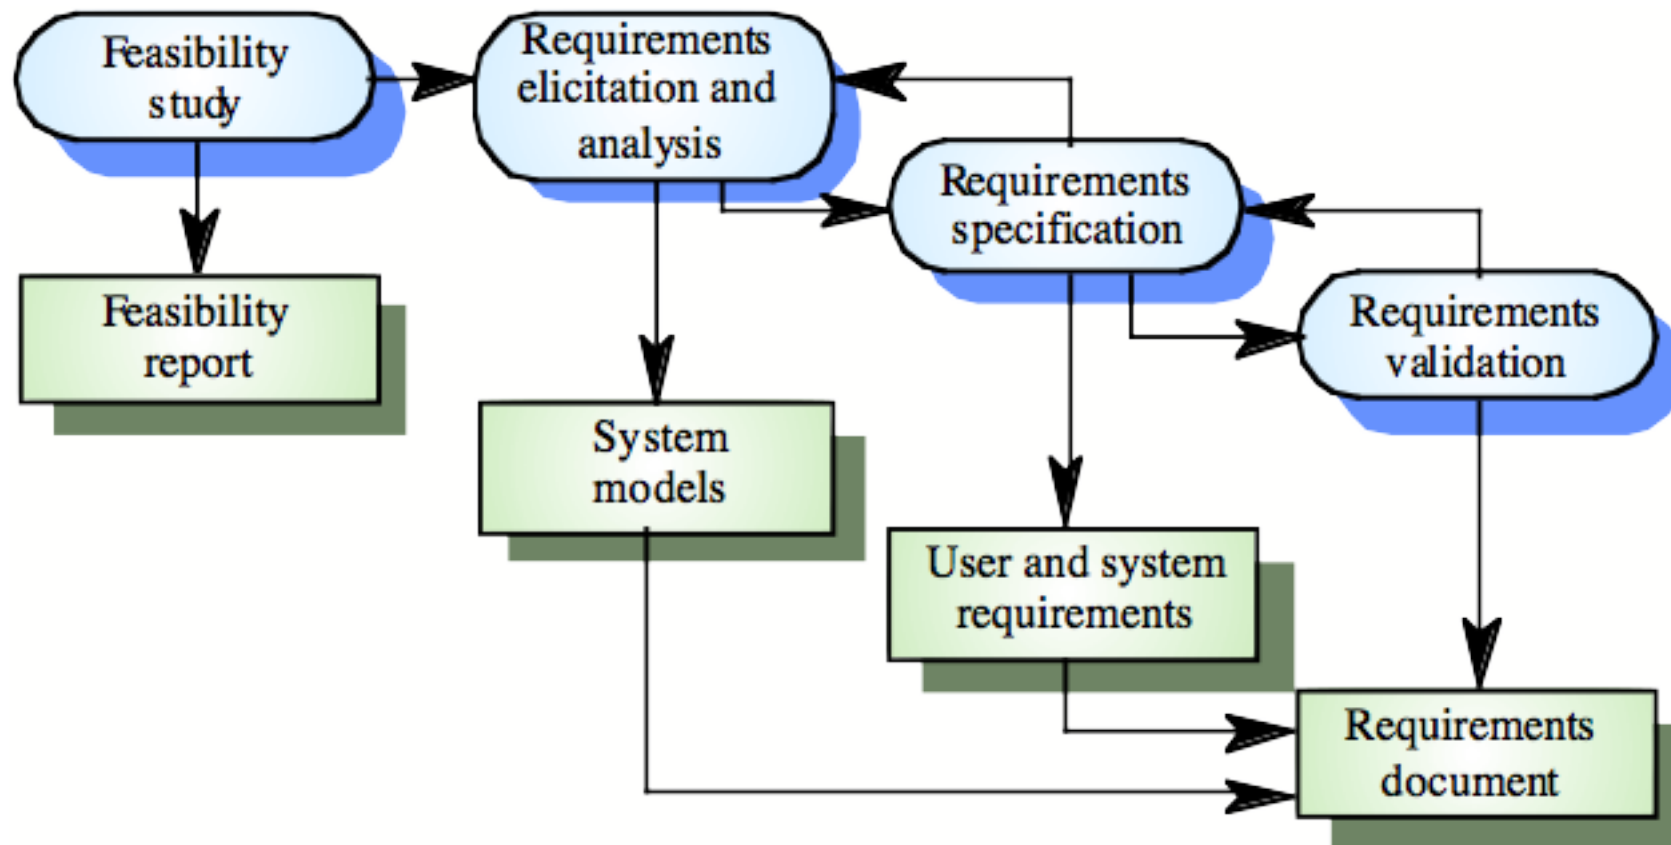 Feasibility
study
Requirements
elicitation and
analysis
Requirements
specification
Requirements
validation
Feasibility
report
System
models
User and system
requirements
Requirements
document